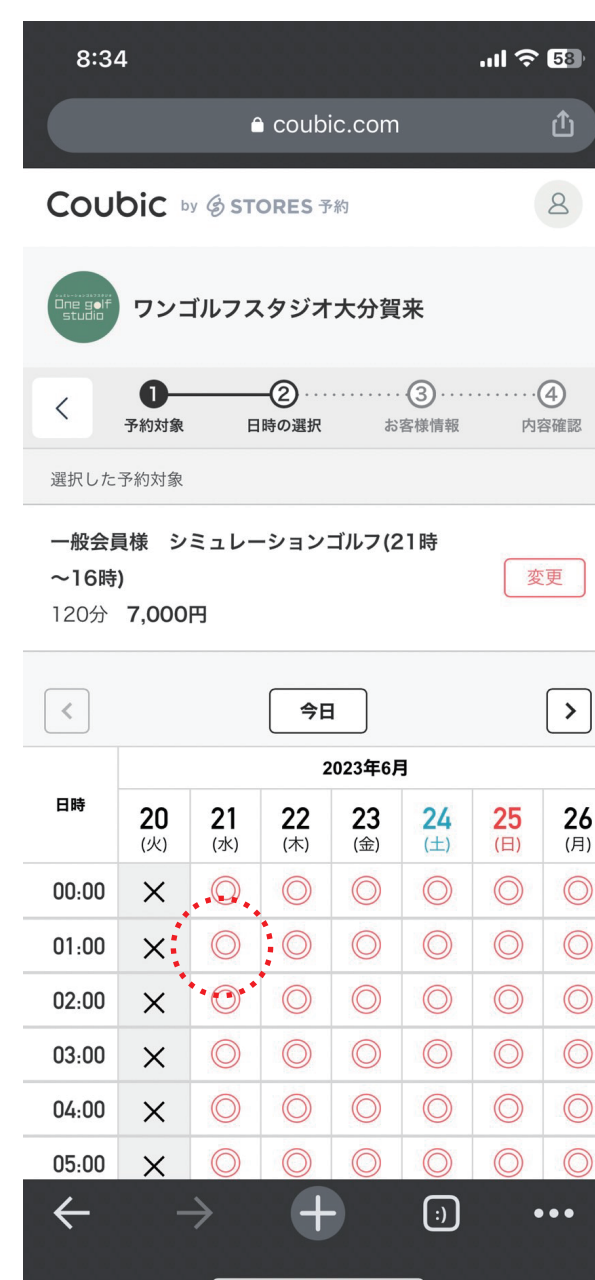 8:34
58
coubic.com
Coubic by STORES 予約
One golf studio
ワンゴルフスタジオ大分賀来
1 2 3 4
予約対象 日時の選択 お客様情報 内容確認
選択した予約対象
一般会員様　シミュレーションゴルフ(21時
～16時)
変更
120分 7,000円
今日
日時
2023年6月
20 21 22 23 24 25 26
(火) (水) (木) (金) (土) (日) (月)
00:00 × ◎ ◎ ◎ ◎ ◎ ◎
01:00 × ◎ ◎ ◎ ◎ ◎ ◎
02:00 × ◎ ◎ ◎ ◎ ◎ ◎
03:00 × ◎ ◎ ◎ ◎ ◎ ◎
04:00 × ◎ ◎ ◎ ◎ ◎ ◎
05:00 × ◎ ◎ ◎ ◎ ◎ ◎
:)